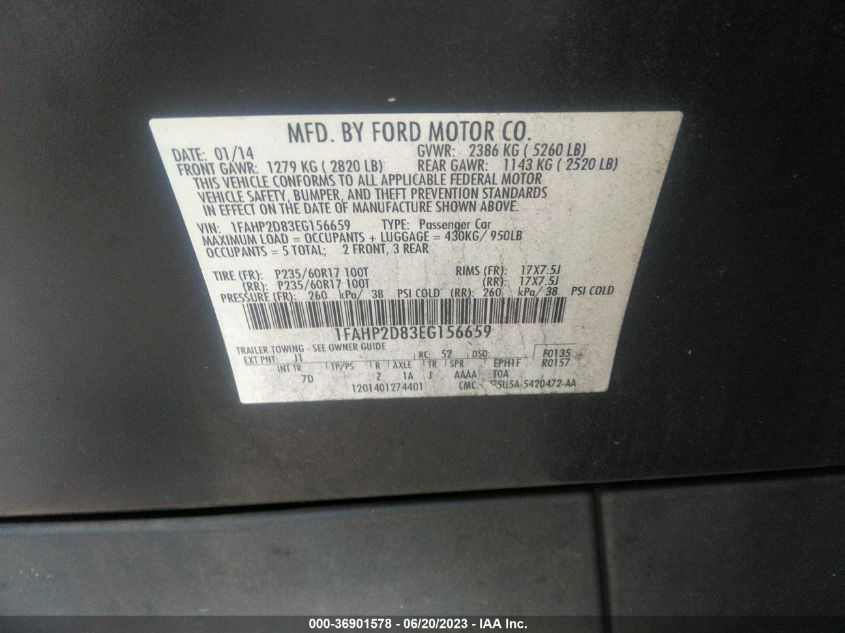 MFD. BY FORD MOTOR CO.
DATE: 01/14 GVWR: 2386 KG ( 5260 LB)
FRONT GAWR: 1279 KG ( 2820 LB) REAR GAWR: 1143 KG ( 2520 LB)
THIS VEHICLE CONFORMS TO ALL APPLICABLE FEDERAL MOTOR
VEHICLE SAFETY, BUMPER, AND THEFT PREVENTION STANDARDS
IN EFFECT ON THE DATE OF MANUFACTURE SHOWN ABOVE.
VIN: 1FAHP2D83EG156659 TYPE: Passenger Car
MAXIMUM LOAD = OCCUPANTS + LUGGAGE = 430KG/ 950LB
OCCUPANTS = 5 TOTAL; 2 FRONT, 3 REAR
TIRE (FR): P235/60R17 100T RIMS (FR): 17X7.5J
(RR): P235/60R17 100T (RR): 17X7.5J
PRESSURE (FR): 260 kPa/ 38 PSI COLD (RR): 260 kPa/ 38 PSI COLD
1FAHP2D83EG156659
TRAILER TOWING - SEE OWNER GUIDE
EXT PNT: J1 RC: 52 DSO: F0135
INT TR TP/PS R AXLE TR SPR EPH1F R0157
7D Z 1A J AAAA TOA
1201401274401 CMC 5U5A-5420472-AA
000-36901578 - 06/20/2023 - IAA Inc.